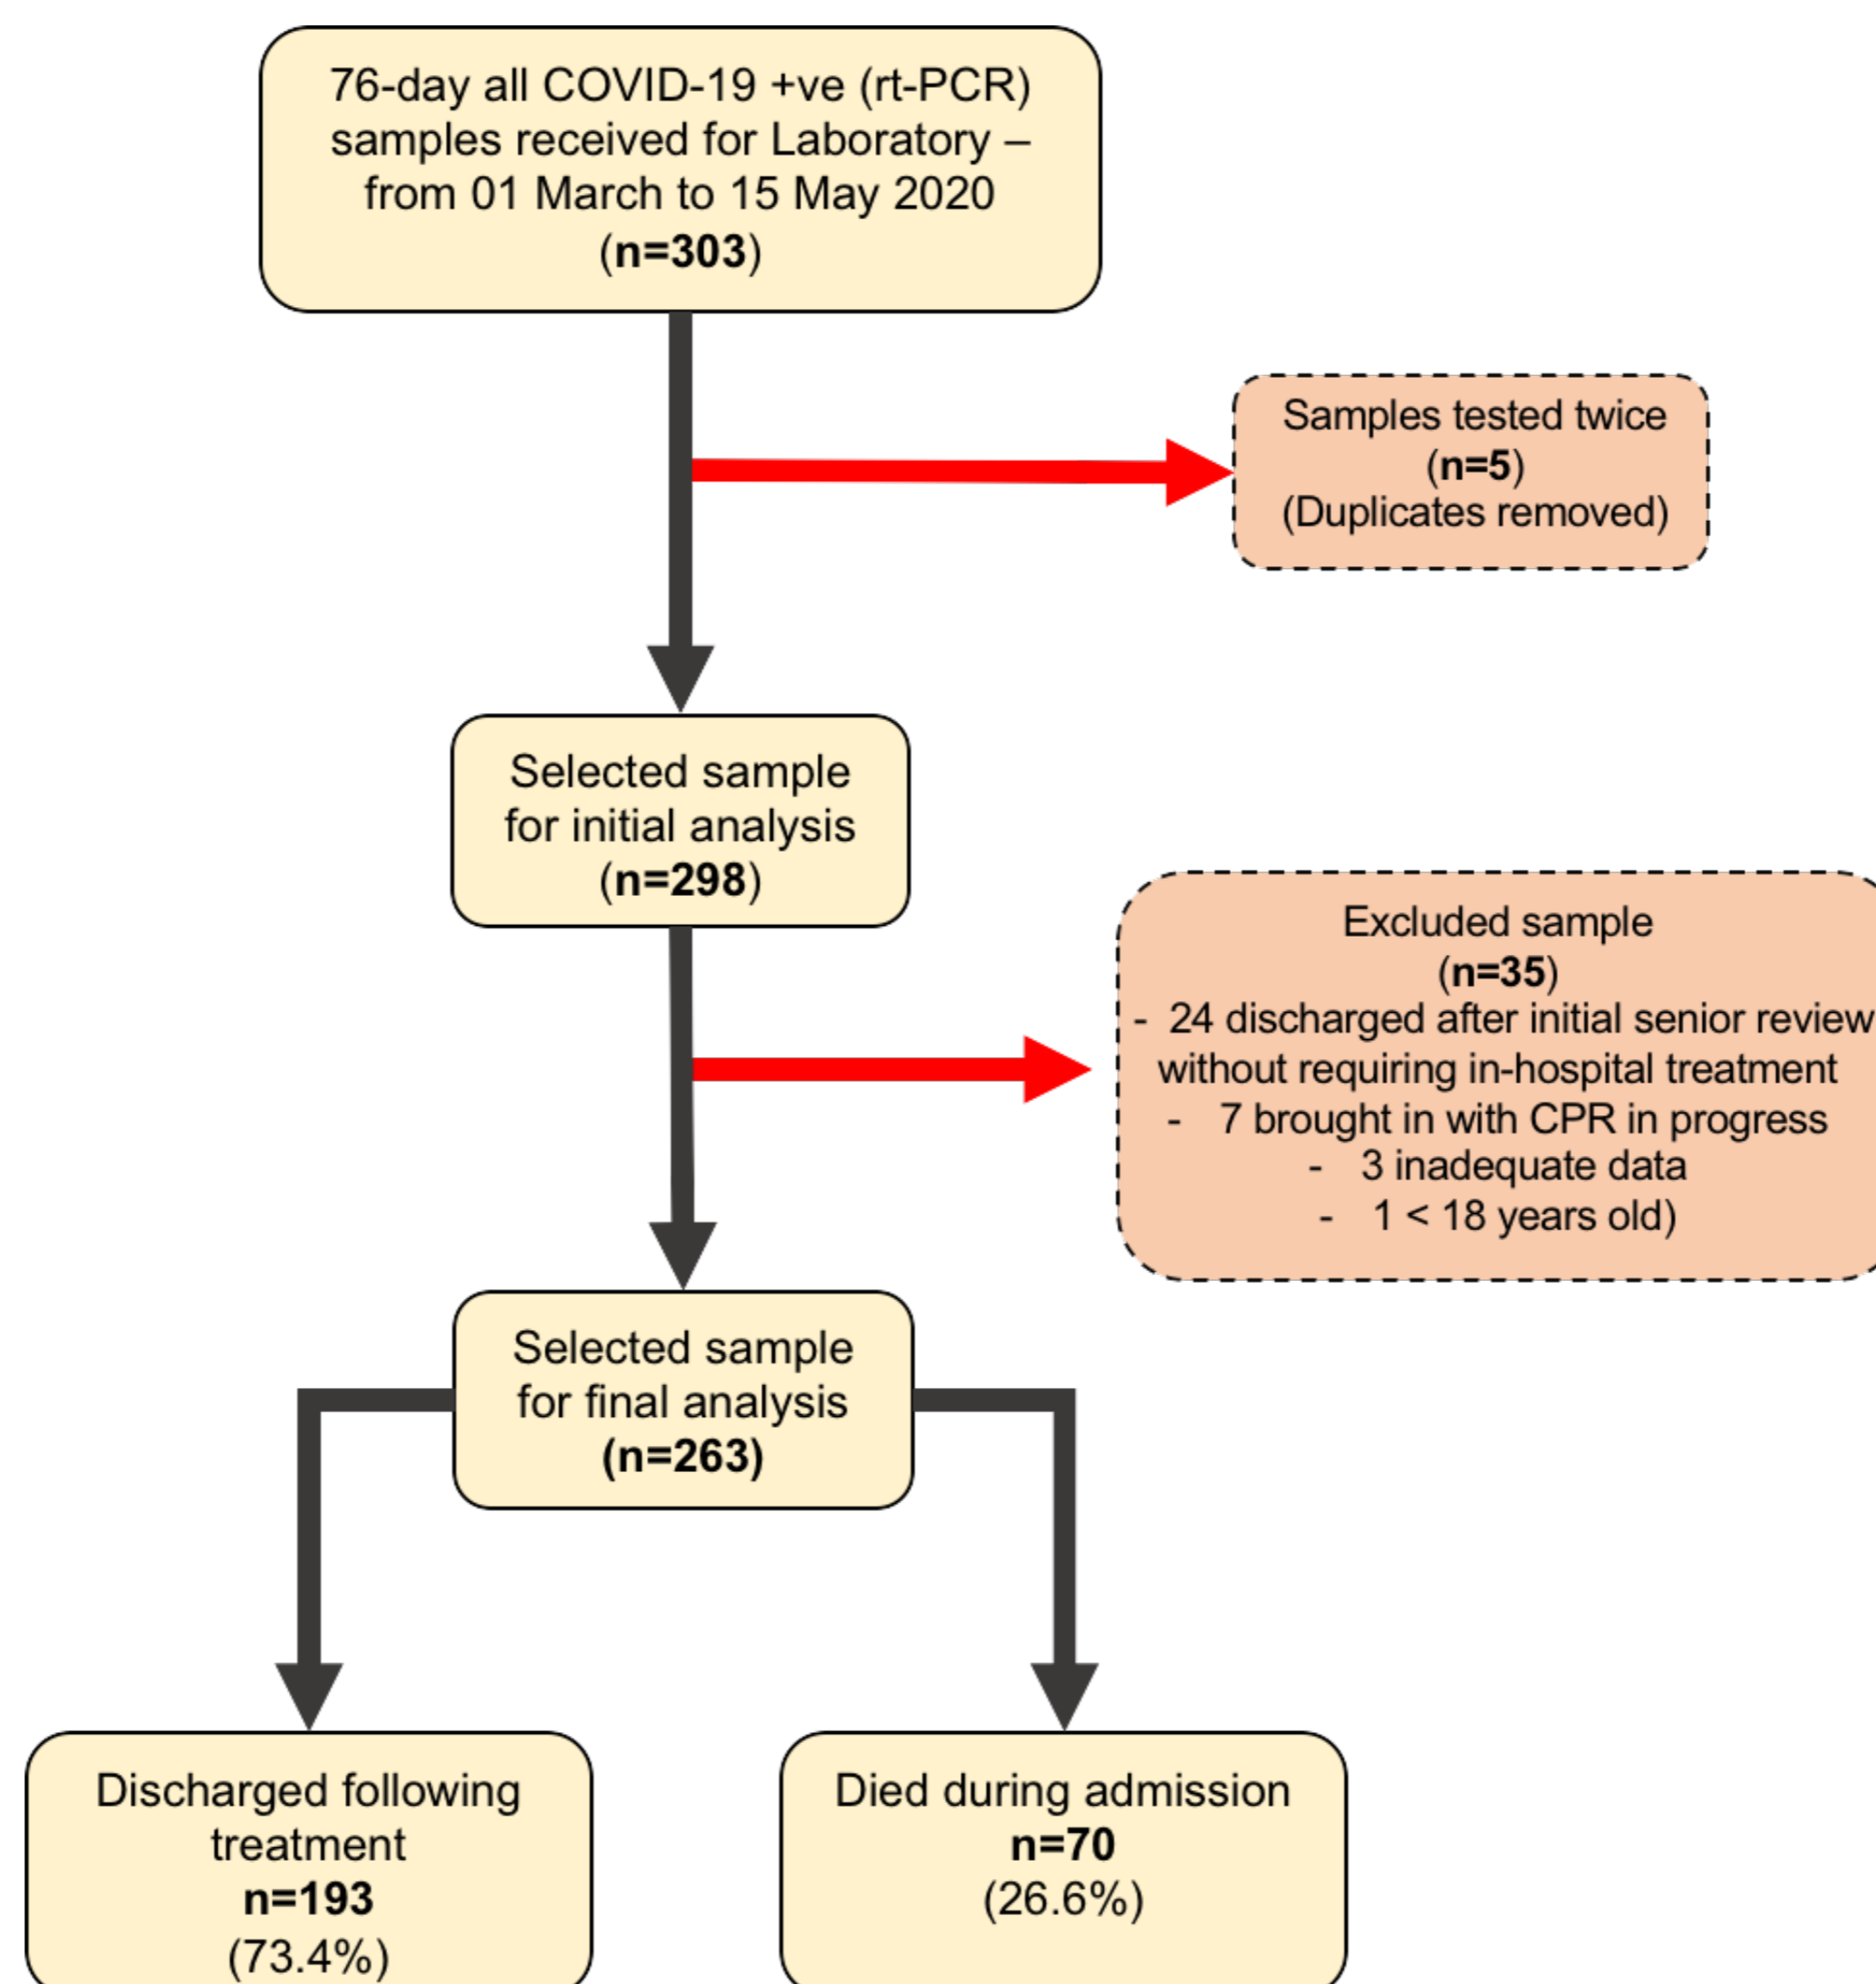 76-day all COVID-19 +ve (rt-PCR)
samples received for Laboratory –
from 01 March to 15 May 2020
(n=303)
Samples tested twice
(n=5)
(Duplicates removed)
Selected sample
for initial analysis
(n=298)
Excluded sample
(n=35)
- 24 discharged after initial senior review
without requiring in-hospital treatment
- 7 brought in with CPR in progress
- 3 inadequate data
- 1 < 18 years old)
Selected sample
for final analysis
(n=263)
Discharged following
treatment
n=193
(73.4%)
Died during admission
n=70
(26.6%)